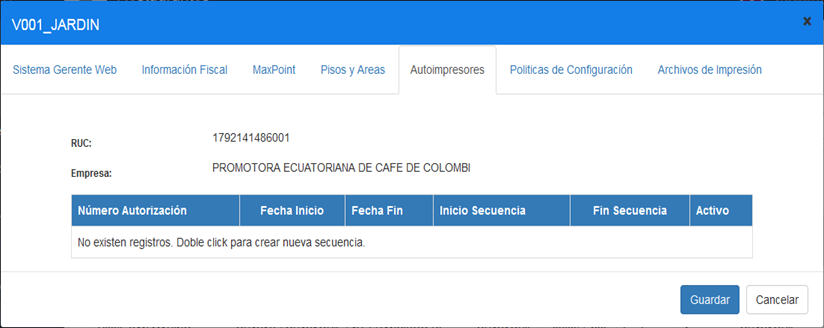 V001_JARDIN x
Sistema Gerente Web Información Fiscal MaxPoint Pisos y Areas Autoimpresores Politicas de Configuración Archivos de Impresión
RUC: 1792141486001
Empresa: PROMOTORA ECUATORIANA DE CAFE DE COLOMBI
Número Autorización Fecha Inicio Fecha Fin Inicio Secuencia Fin Secuencia Activo
No existen registros. Doble click para crear nueva secuencia.
Guardar Cancelar